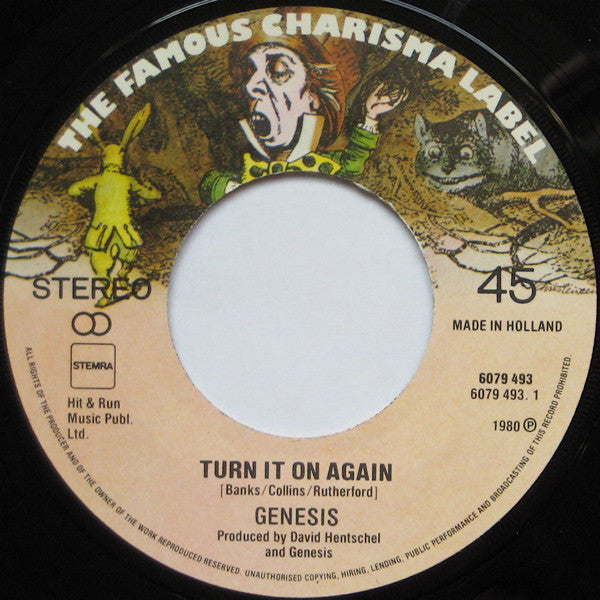 THE FAMOUS CHARISMA LABEL
STEREO
45
MADE IN HOLLAND
STEMRA
6079 493
6079 493. 1
Hit & Run
Music Publ.
Ltd.
1980 ℗
TURN IT ON AGAIN
[Banks/Collins/Rutherford]
GENESIS
Produced by David Hentschel
and Genesis
ALL RIGHTS OF THE PRODUCER AND OF THE OWNER OF THE WORK REPRODUCED RESERVED. UNAUTHORISED COPYING, HIRING, LENDING, PUBLIC PERFORMANCE AND BROADCASTING OF THIS RECORD PROHIBITED.